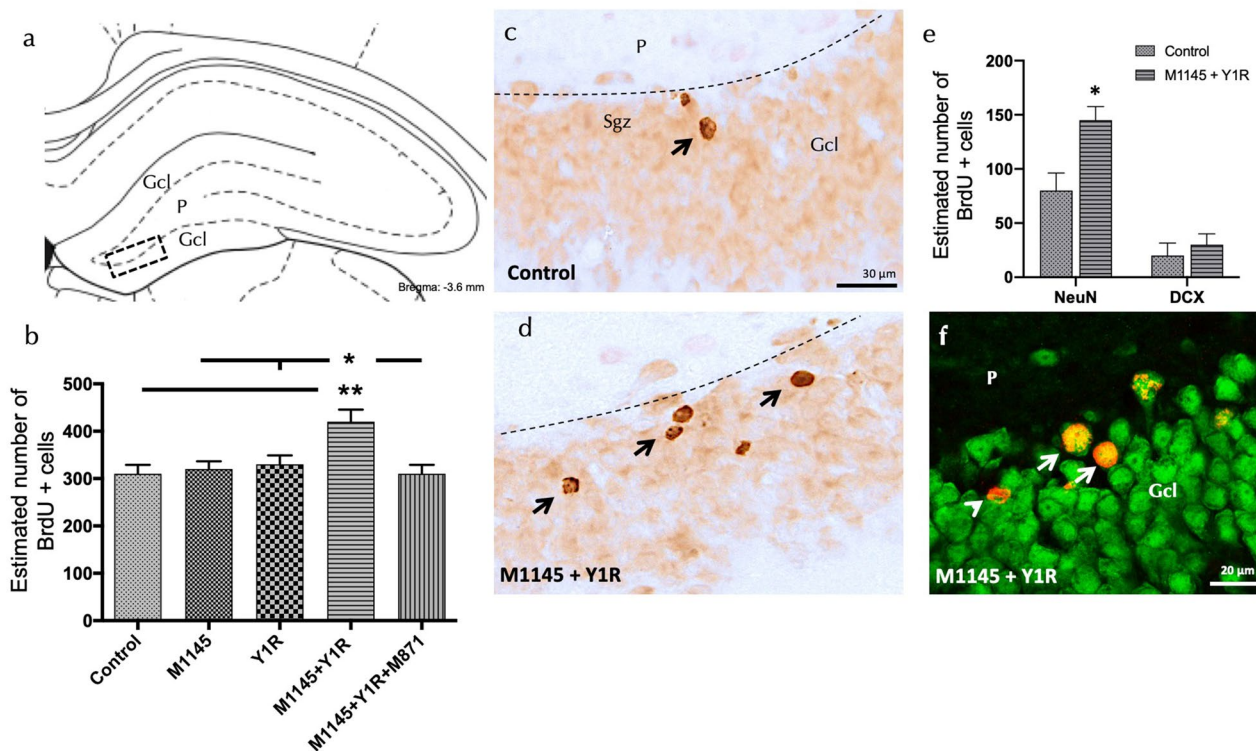 a
Gcl
P
Gcl
Bregma: -3.6 mm
b
Estimated number of
BrdU + cells
500
400
300
200
100
0
*
**
Control
M1145
Y1R
M1145+Y1R
M1145+Y1R+M871
c
P
Sgz
Gcl
Control
30 µm
d
M1145 + Y1R
e
Control
M1145 + Y1R
Estimated number of
BrdU + cells
200
150
100
50
0
*
NeuN
DCX
f
P
Gcl
M1145 + Y1R
20 µm